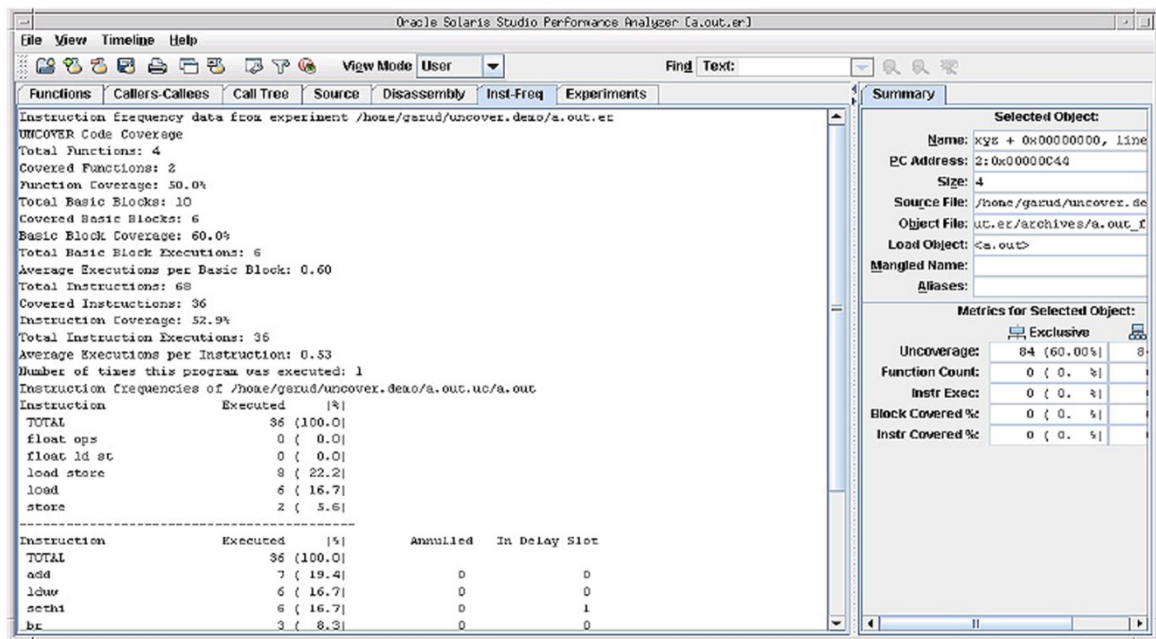 Oracle Solaris Studio Performance Analyzer [a.out.er]
File View Timeline Help
View Mode User Find Text:
Functions Callers-Callees Call Tree Source Disassembly Inst-Freq Experiments
Instruction frequency data from experiment /home/garud/uncover.demo/a.out.er
UNCOVER Code Coverage
Total Functions: 4
Covered Functions: 2
Function Coverage: 50.0%
Total Basic Blocks: 10
Covered Basic Blocks: 6
Basic Block Coverage: 60.0%
Total Basic Block Executions: 6
Average Executions per Basic Block: 0.60
Total Instructions: 68
Covered Instructions: 36
Instruction Coverage: 52.9%
Total Instruction Executions: 36
Average Executions per Instruction: 0.53
Number of times this program was executed: 1
Instruction frequencies of /home/garud/uncover.demo/a.out.uc/a.out
Instruction Executed (%)
TOTAL 36 (100.0)
float ops 0 ( 0.0)
float ld st 0 ( 0.0)
load store 8 ( 22.2)
load 6 ( 16.7)
store 2 ( 5.6)
--------------------------------------------
Instruction Executed (%) Annulled In Delay Slot
TOTAL 36 (100.0)
add 7 ( 19.4) 0 0
lduw 6 ( 16.7) 0 0
sethi 6 ( 16.7) 0 1
br 3 ( 8.3) 0 0
Summary
Selected Object:
Name: xyz + 0x00000000, line
PC Address: 2:0x00000C44
Size: 4
Source File: /home/garud/uncover.de
Object File: ut.er/archives/a.out_f
Load Object: <a.out>
Mangled Name:
Aliases:
Metrics for Selected Object:
Exclusive
Uncoverage: 84 (60.00%) 8
Function Count: 0 ( 0. %)
Instr Exec: 0 ( 0. %)
Block Covered %: 0 ( 0. %)
Instr Covered %: 0 ( 0. %)